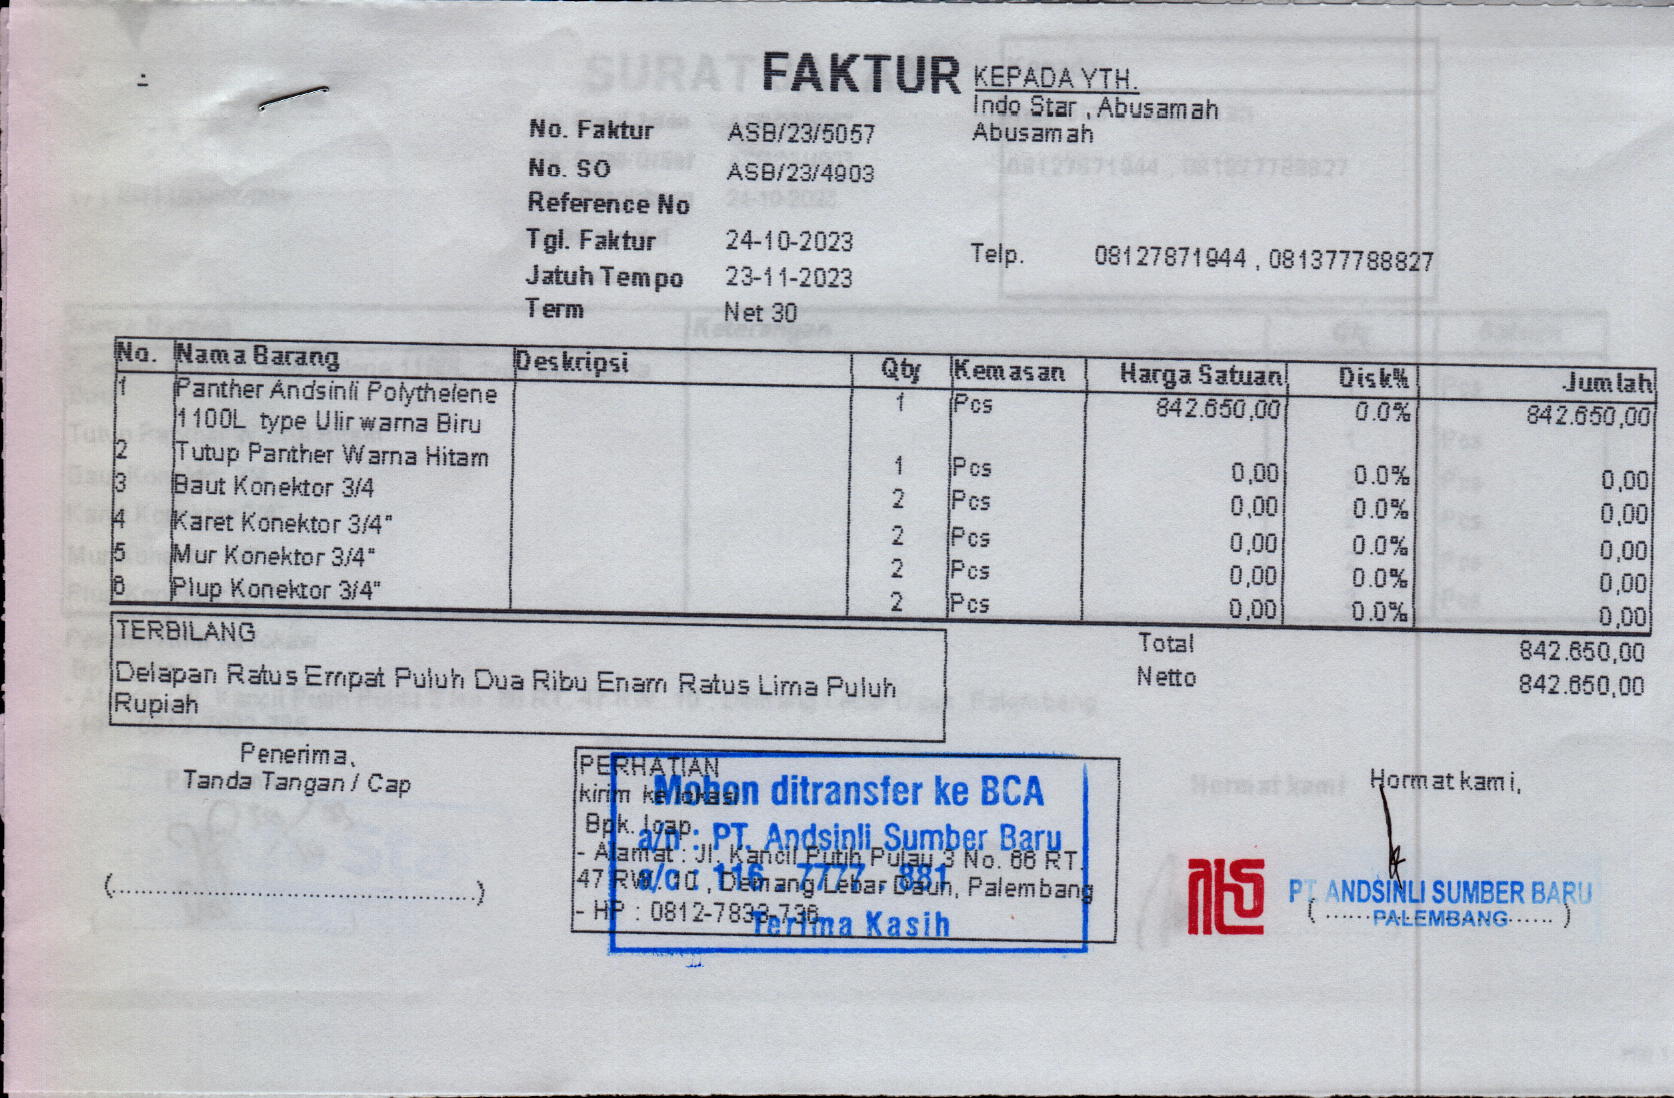 FAKTUR
KEPADA YTH.
Indo Star , Abusamah
Abusamah
No. Faktur ASB/23/5057
No. SO ASB/23/4903
Reference No
Tgl. Faktur 24-10-2023
Telp. 08127871944 , 081377788827
Jatuh Tempo 23-11-2023
Term Net 30
No. Nama Barang Deskripsi Qty Kemasan Harga Satuan Disk% Jumlah
1 Panther Andsinli Polythelene 1 Pcs 842.650,00 0.0% 842.650,00
1100L type Ulir warna Biru
2 Tutup Panther Warna Hitam 1 Pcs 0,00 0.0% 0,00
3 Baut Konektor 3/4 2 Pcs 0,00 0.0% 0,00
4 Karet Konektor 3/4" 2 Pcs 0,00 0.0% 0,00
5 Mur Konektor 3/4" 2 Pcs 0,00 0.0% 0,00
6 Plup Konektor 3/4" 2 Pcs 0,00 0.0% 0,00
TERBILANG
Delapan Ratus Empat Puluh Dua Ribu Enam Ratus Lima Puluh
Rupiah
Total 842.650,00
Netto 842.650,00
Penerima,
Tanda Tangan / Cap
(..........................................)
PERHATIAN
kirim ke lokasi
Bpk.
- Alamat : Jl. Kancil Putih Pulau 3 No. 66 RT.
47 RW. 10 , Demang Lebar Daun, Palembang
- HP : 0812-7833-736
Mohon ditransfer ke BCA
a/n : PT. Andsinli Sumber Baru
a/c : 116 . 7777 . 881
Terima Kasih
Hormat kami,
PT. ANDSINLI SUMBER BARU
PALEMBANG